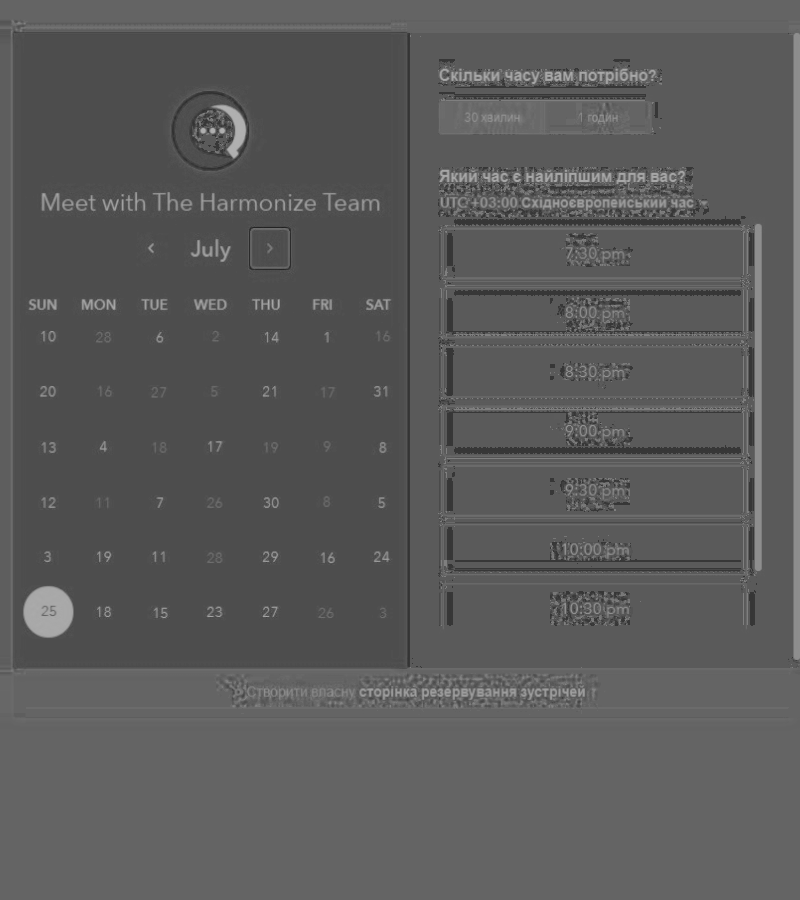 Meet with The Harmonize Team
July
SUN MON TUE WED THU FRI SAT
10 28 6 2 14 1 16
20 16 27 5 21 17 31
13 4 18 17 19 9 8
12 11 7 26 30 8 5
3 19 11 28 29 16 24
25 18 15 23 27 26 3
Скільки часу вам потрібно?
30 хвилин 1 годин
Який час є найліпшим для вас?
UTC +03:00 Східноєвропейський час
7:30 pm
8:00 pm
8:30 pm
9:00 pm
9:30 pm
10:00 pm
10:30 pm
Створити власну сторінка резервування зустрічей